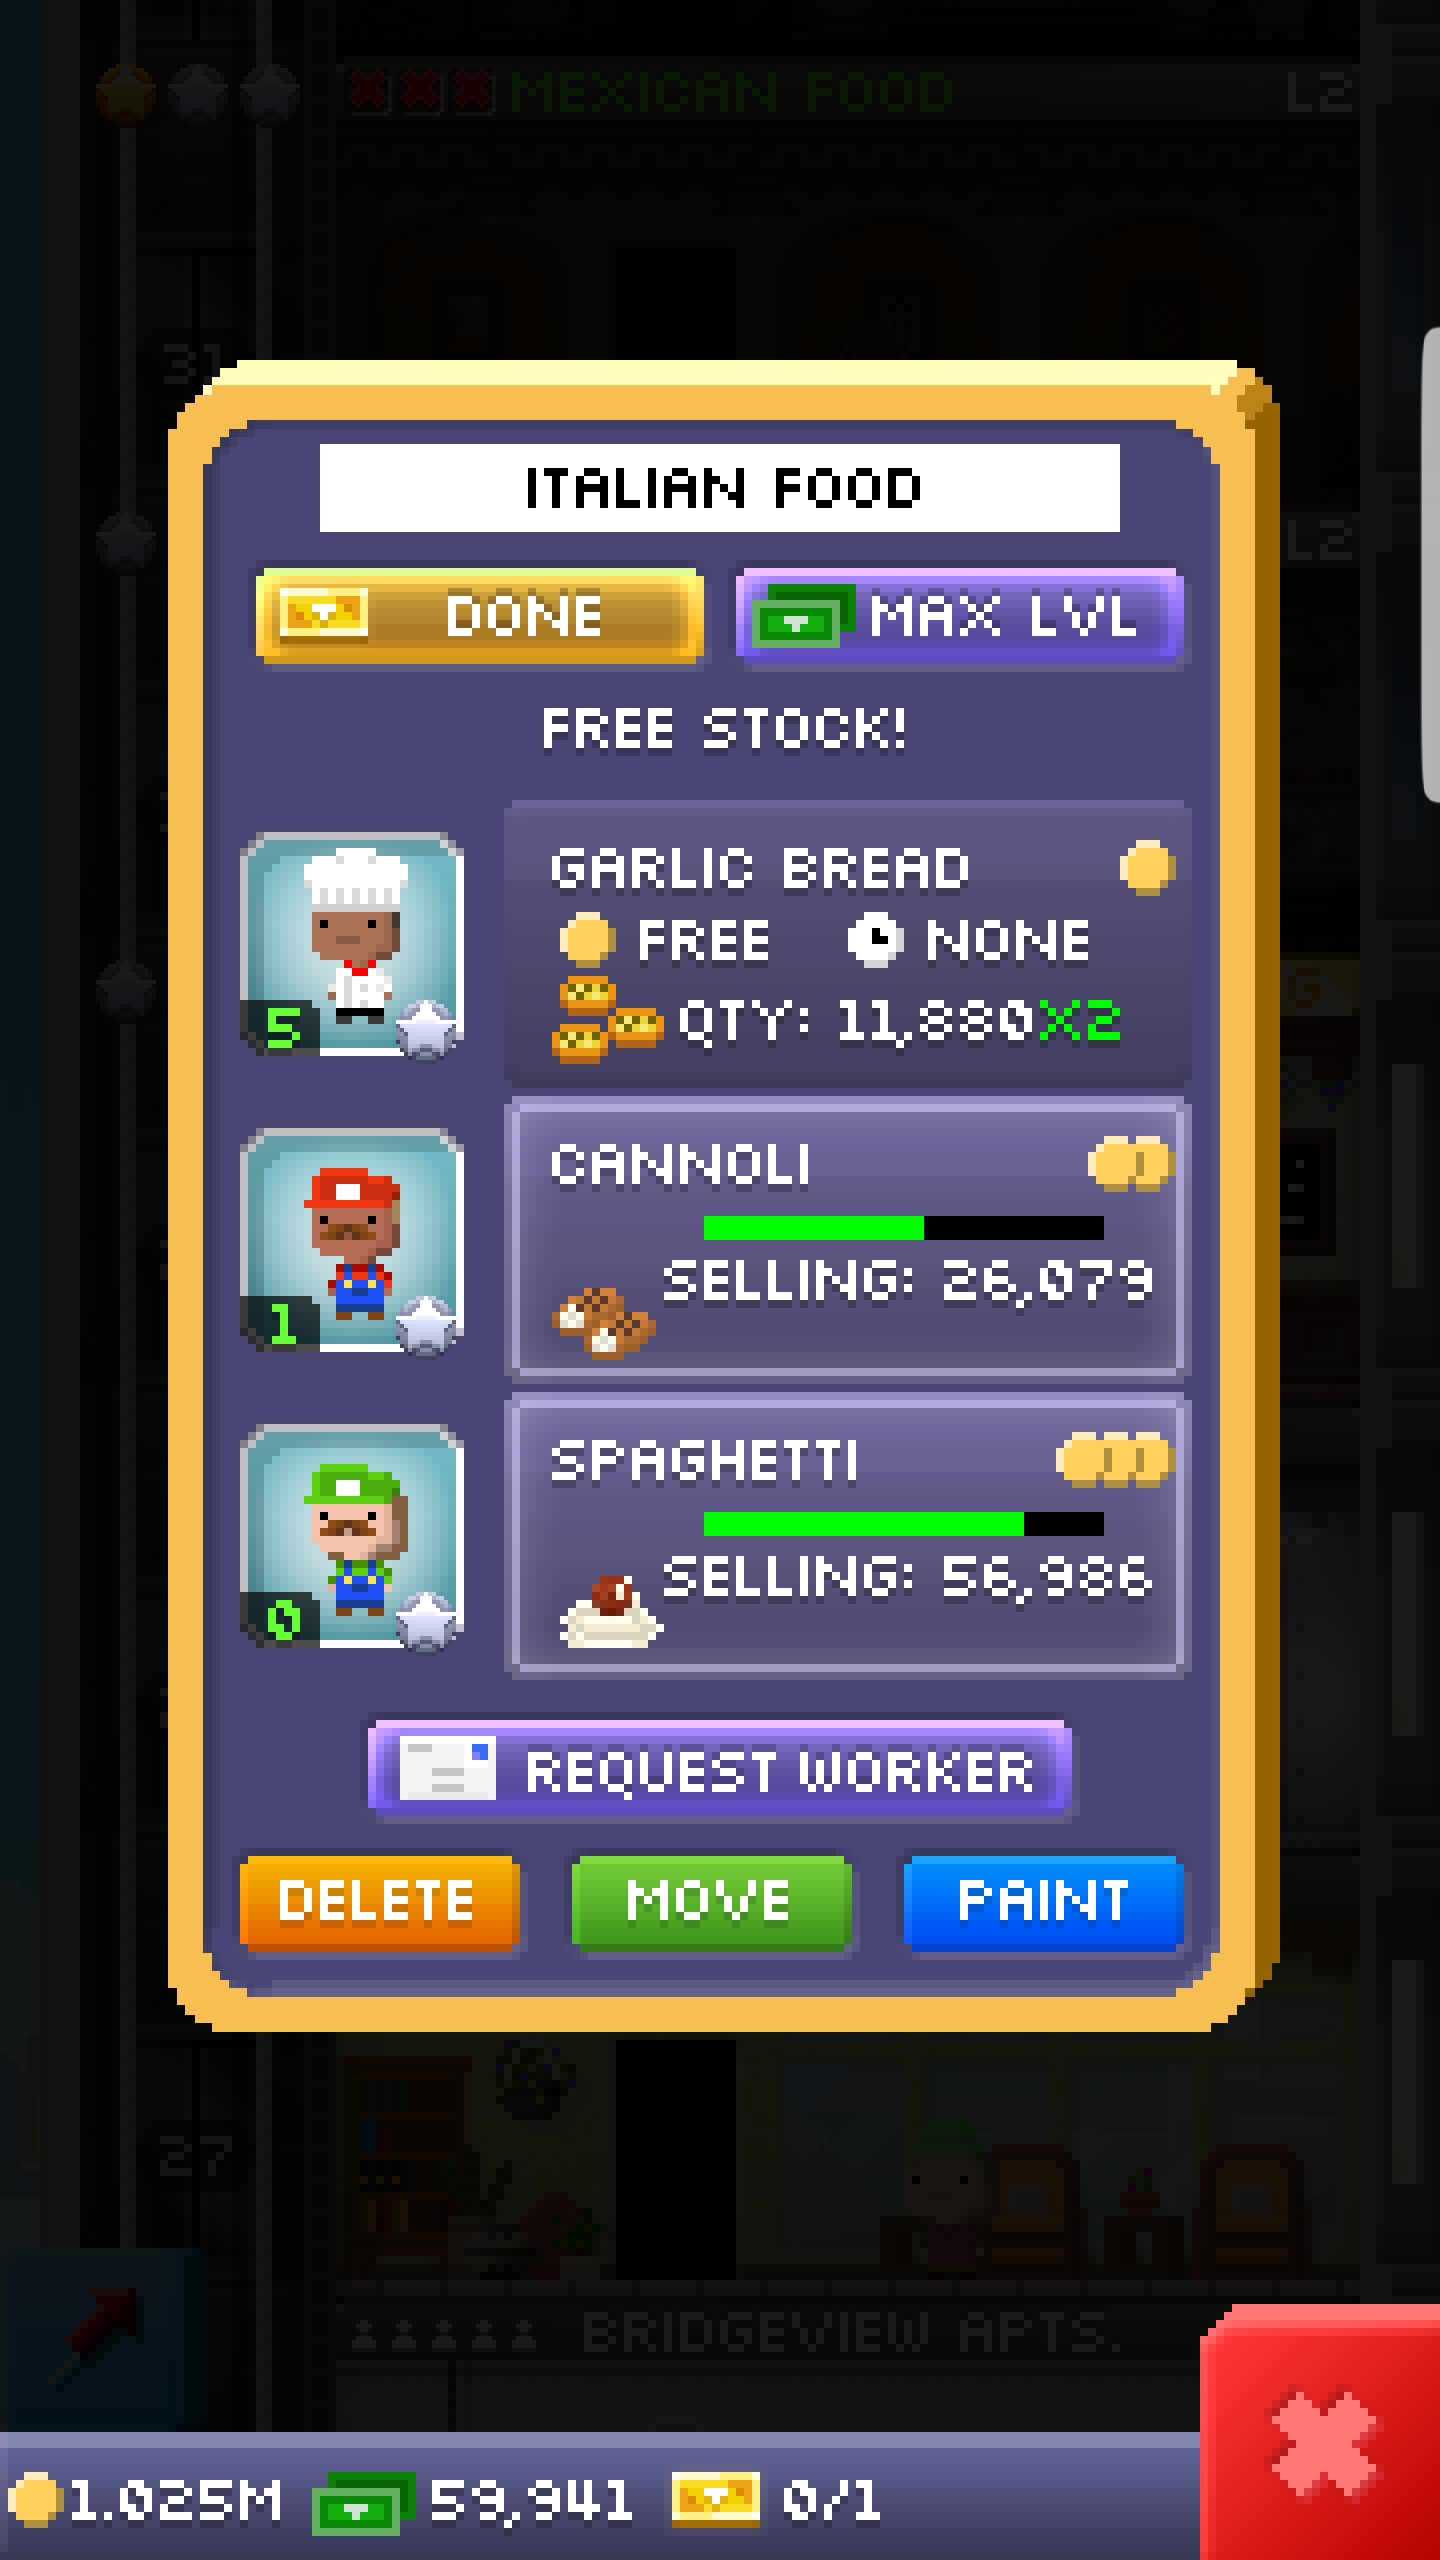 MEXICAN FOOD L2
31
ITALIAN FOOD
L2
DONE MAX LVL
FREE STOCK!
GARLIC BREAD
FREE NONE
5 QTY: 11,880X2
CANNOLI
SELLING: 26,079
1
SPAGHETTI
SELLING: 56,986
0
REQUEST WORKER
DELETE MOVE PAINT
27
BRIDGEVIEW APTS.
1.025M 59,941 0/1